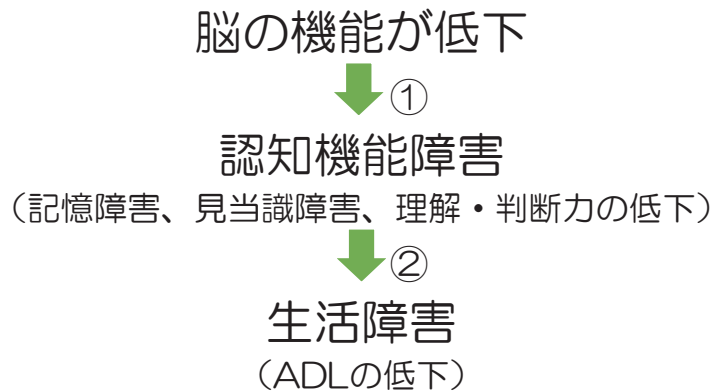 脳の機能が低下
①
認知機能障害
（記憶障害、見当識障害、理解・判断力の低下）
②
生活障害
（ADLの低下）